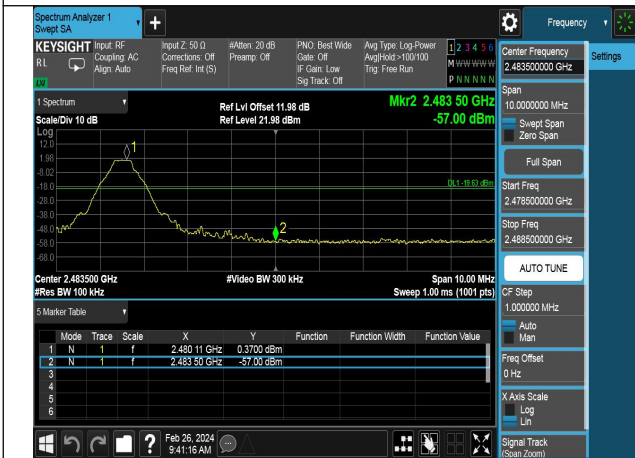 Spectrum Analyzer 1
Swept SA
+
Frequency
KEYSIGHT
RL
LXI
Input: RF
Coupling: AC
Align: Auto
Input Z: 50 Ω
Corrections: Off
Freq Ref: Int (S)
#Atten: 20 dB
Preamp: Off
PNO: Best Wide
Gate: Off
IF Gain: Low
Sig Track: Off
Avg Type: Log-Power
Avg|Hold:>100/100
Trig: Free Run
1 2 3 4 5 6
M W W W W W
P N N N N N
1 Spectrum
Scale/Div 10 dB
Ref Lvl Offset 11.98 dB
Ref Level 21.98 dBm
Mkr2 2.483 50 GHz
-57.00 dBm
Log
12.0
1.98
-8.02
-18.0
-28.0
-38.0
-48.0
-58.0
-68.0
1
2
DL1 -19.63 dBm
Center 2.483500 GHz
#Res BW 100 kHz
#Video BW 300 kHz
Span 10.00 MHz
Sweep 1.00 ms (1001 pts)
5 Marker Table
Mode Trace Scale X Y Function Function Width Function Value
1 N 1 f 2.480 11 GHz 0.3700 dBm
2 N 1 f 2.483 50 GHz -57.00 dBm
3
4
5
6
?
Feb 26, 2024
9:41:16 AM
Center Frequency
2.483500000 GHz
Settings
Span
10.0000000 MHz
Swept Span
Zero Span
Full Span
Start Freq
2.478500000 GHz
Stop Freq
2.488500000 GHz
AUTO TUNE
CF Step
1.000000 MHz
Auto
Man
Freq Offset
0 Hz
X Axis Scale
Log
Lin
Signal Track
(Span Zoom)